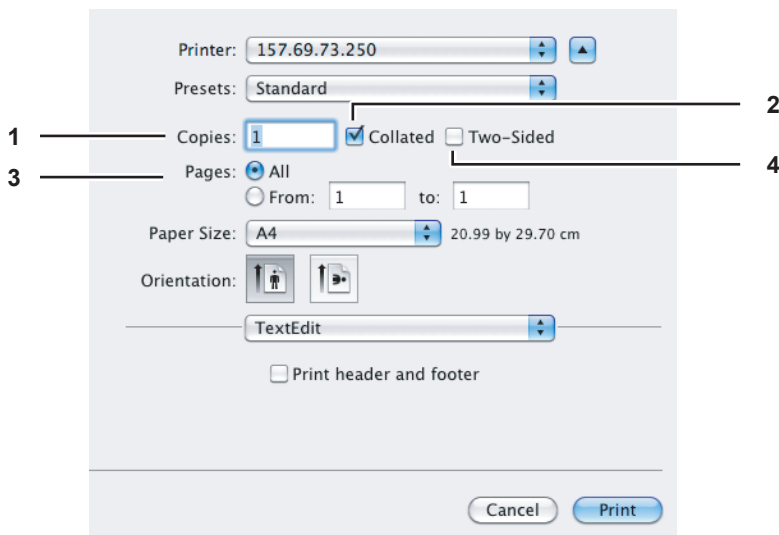 Printer: 157.69.73.250
Presets: Standard
2
1 Copies: 1 Collated Two-Sided
4
3 Pages: All
From: 1 to: 1
Paper Size: A4 20.99 by 29.70 cm
Orientation:
TextEdit
Print header and footer
Cancel Print